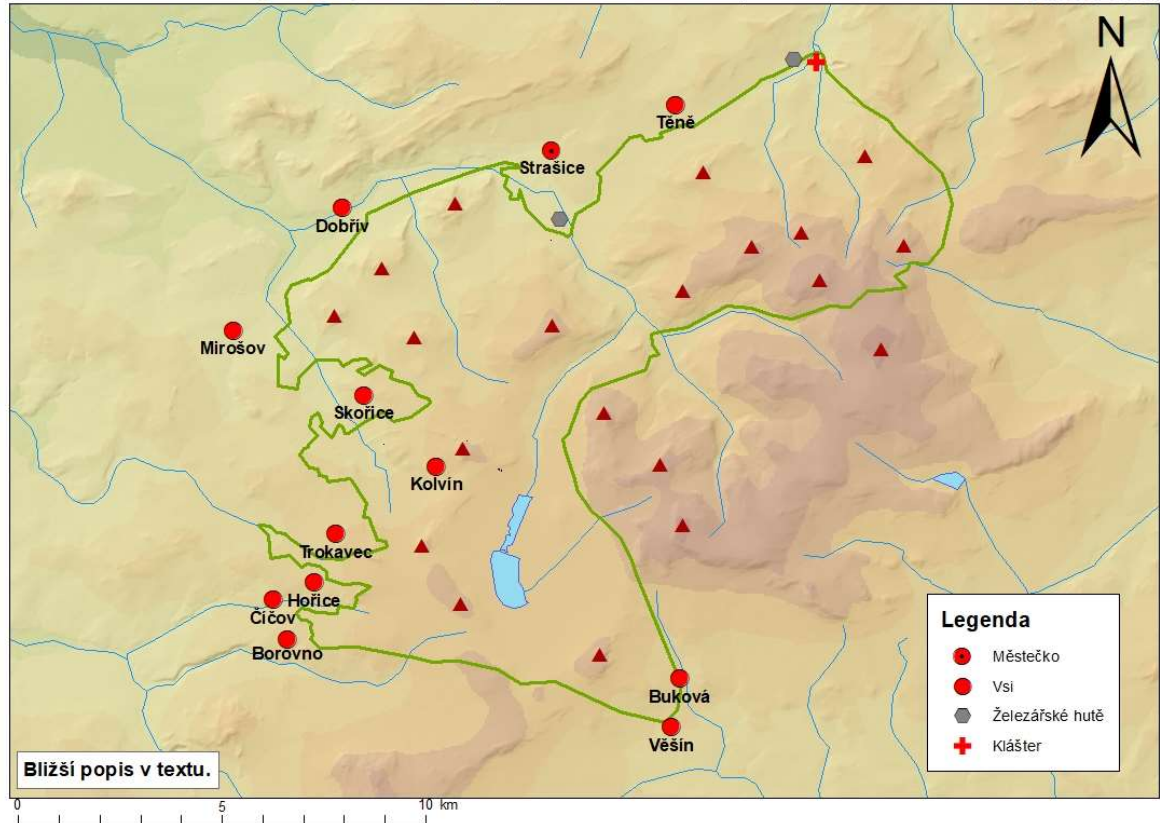 N
Těně
Strašice
Dobřív
Mirošov
Skořice
Kolvín
Trokavec
Hořice
Číčov
Borovno
Buková
Věšín
Legenda
Městečko
Vsi
Železářské hutě
Klášter
Bližší popis v textu.
0 5 10 km